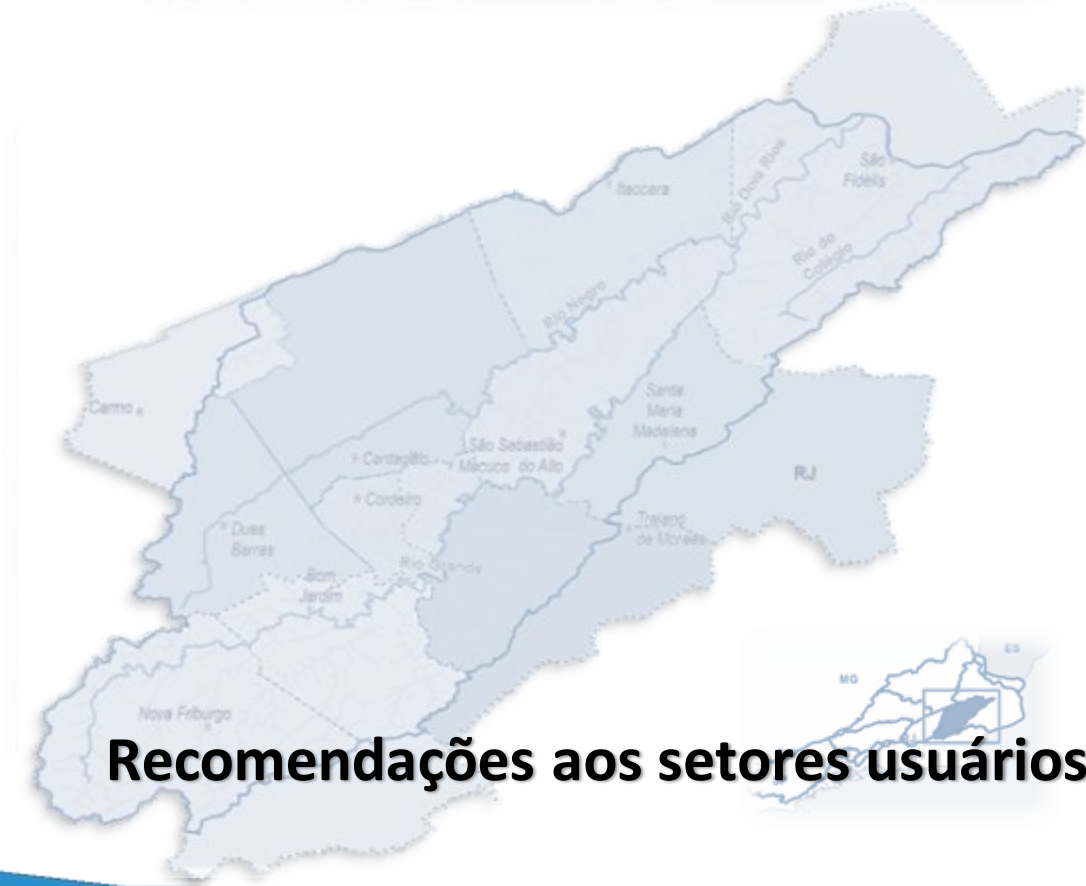 São
Fidélis
Itaocara
Rio Dois Rios
Rio do
Colégio
Rio Negro
Carmo
Santa
Maria
Madalena
São Sebastião
do Alto
Macuco
Cantagalo
Cordeiro
RJ
Trajano
de Moraes
Duas
Barras
Rio Grande
Bom
Jardim
ES
MG
Nova Friburgo
Recomendações aos setores usuários